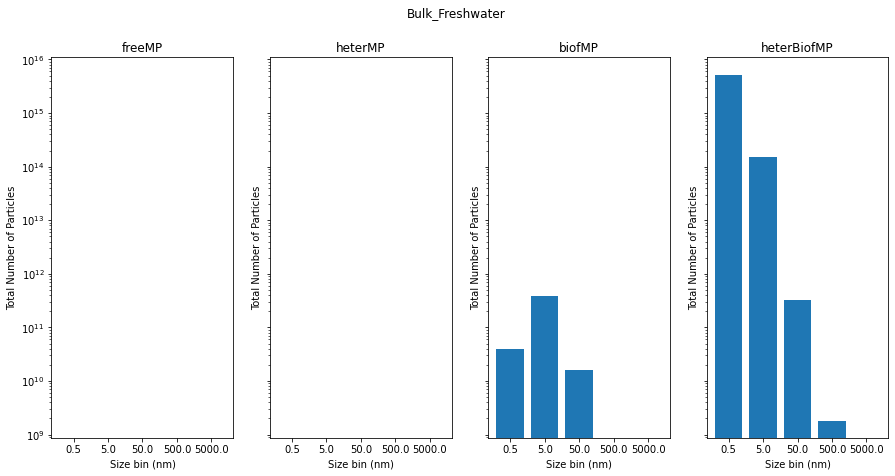 Bulk_Freshwater
freeMP
heterMP
biofMP
heterBiofMP
Total Number of Particles
10^16
10^15
10^14
10^13
10^12
10^11
10^10
10^9
0.5 5.0 50.0 500.0 5000.0
Size bin (nm)
Total Number of Particles
0.5 5.0 50.0 500.0 5000.0
Size bin (nm)
Total Number of Particles
0.5 5.0 50.0 500.0 5000.0
Size bin (nm)
Total Number of Particles
0.5 5.0 50.0 500.0 5000.0
Size bin (nm)